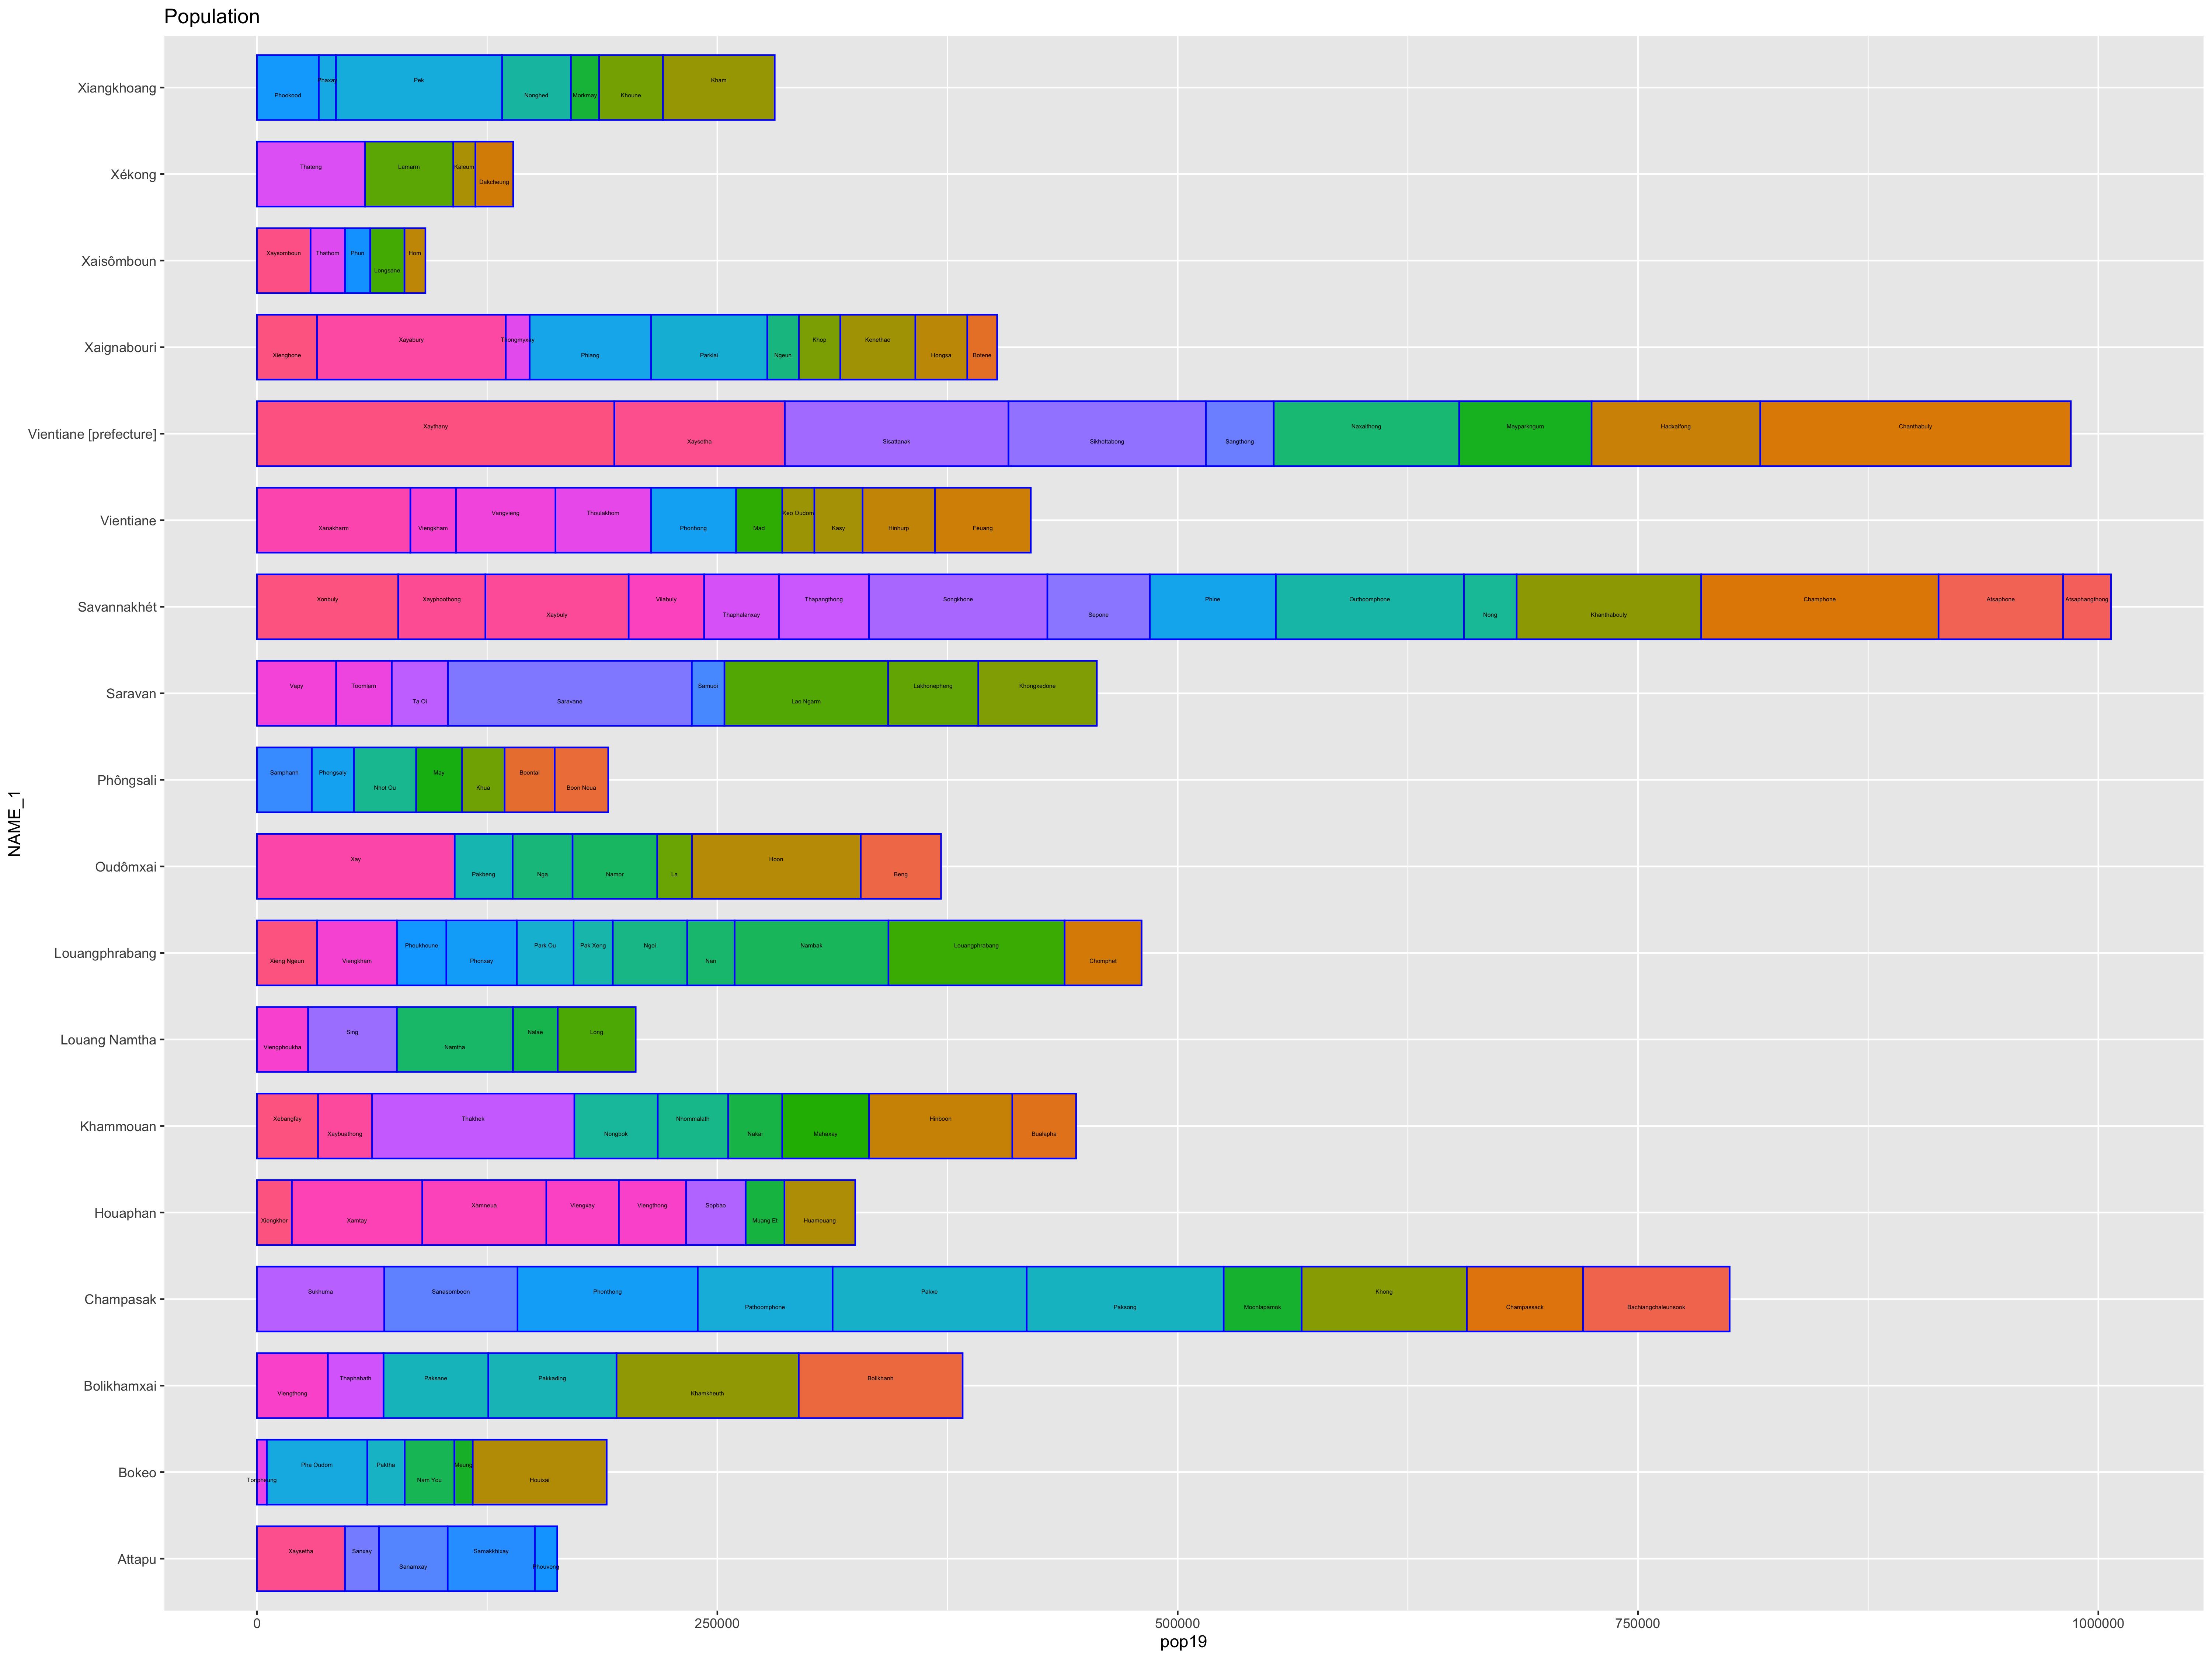 Population
Xiangkhoang
Phookood
Phaxay
Pek
Nonghed
Morkmay
Khoune
Kham
Xékong
Thateng
Lamarm
Kaleum
Dakcheung
Xaisômboun
Xaysomboun
Thathom
Phun
Longsane
Hom
Xaignabouri
Xienghone
Xayabury
Thongmyxay
Phiang
Parklai
Ngeun
Khop
Kenethao
Hongsa
Botene
Vientiane [prefecture]
Xaythany
Xaysetha
Sisattanak
Sikhottabong
Sangthong
Naxaithong
Mayparkngum
Hadxaifong
Chanthabuly
Vientiane
Xanakharm
Viengkham
Vangvieng
Thoulakhom
Phonhong
Mad
Keo Oudom
Kasy
Hinhurp
Feuang
Savannakhét
Xonbuly
Xayphoothong
Xaybuly
Vilabuly
Thaphalanxay
Thapangthong
Songkhone
Sepone
Phine
Outhoomphone
Nong
Khanthabouly
Champhone
Atsaphone
Atsaphangthong
Saravan
Vapy
Toomlarn
Ta Oi
Saravane
Samuoi
Lao Ngarm
Lakhonepheng
Khongxedone
Phôngsali
Samphanh
Phongsaly
Nhot Ou
May
Khua
Boontai
Boon Neua
Oudômxai
Xay
Pakbeng
Nga
Namor
La
Hoon
Beng
Louangphrabang
Xieng Ngeun
Viengkham
Phoukhoune
Phonxay
Park Ou
Pak Xeng
Ngoi
Nan
Nambak
Louangphrabang
Chomphet
Louang Namtha
Viengphoukha
Sing
Namtha
Nalae
Long
Khammouan
Xebangfay
Xaybuathong
Thakhek
Nongbok
Nhommalath
Nakai
Mahaxay
Hinboon
Bualapha
Houaphan
Xiengkhor
Xamtay
Xamneua
Viengxay
Viengthong
Sopbao
Muang Et
Huameuang
Champasak
Sukhuma
Sanasomboon
Phonthong
Pathoomphone
Pakxe
Paksong
Moonlapamok
Khong
Champassack
Bachiangchaleunsook
Bolikhamxai
Viengthong
Thaphabath
Paksane
Pakkading
Khamkheuth
Bolikhanh
Bokeo
Tonpheung
Pha Oudom
Paktha
Nam You
Meung
Houixai
Attapu
Xaysetha
Sanxay
Sanamxay
Samakkhixay
Phouvong
NAME_1
0
250000
500000
750000
1000000
pop19